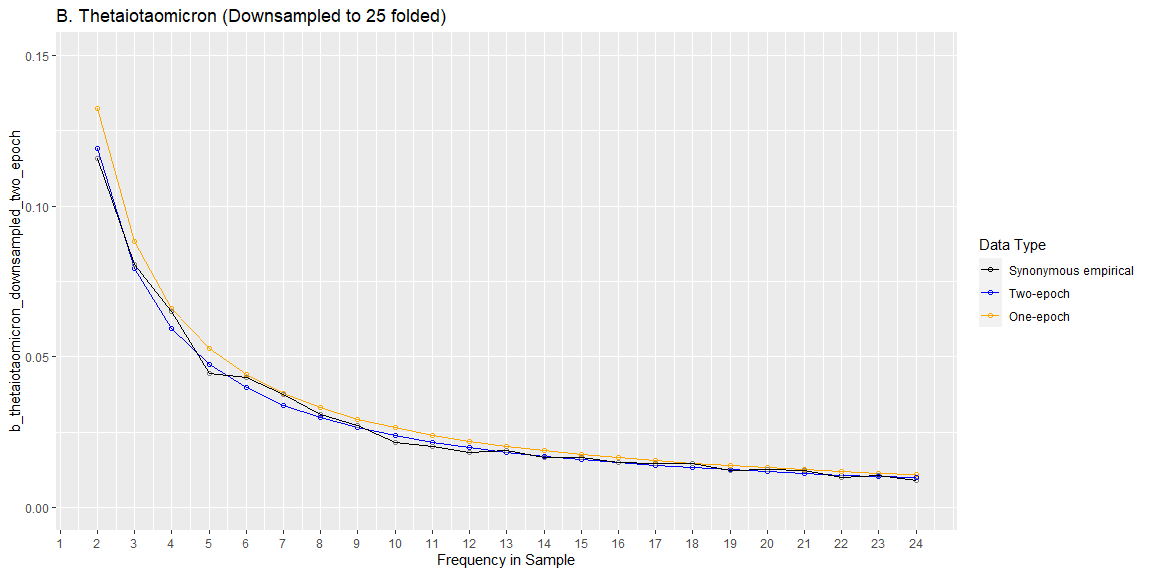 B. Thetaiotaomicron (Downsampled to 25 folded)
b_thetaiotaomicron_downsampled_two_epoch
0.15
0.10
0.05
0.00
1 2 3 4 5 6 7 8 9 10 11 12 13 14 15 16 17 18 19 20 21 22 23 24
Frequency in Sample
Data Type
Synonymous empirical
Two-epoch
One-epoch